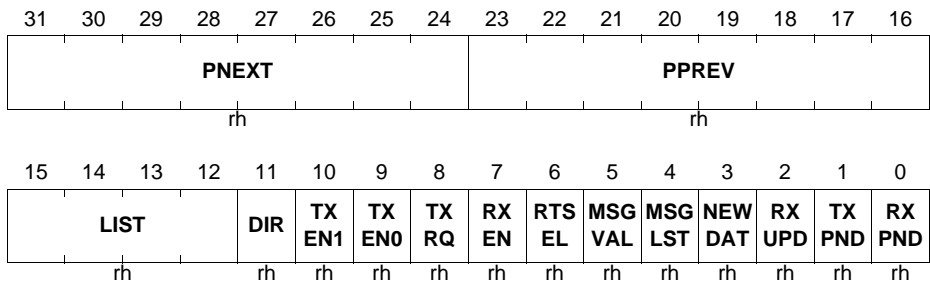 31 30 29 28 27 26 25 24 23 22 21 20 19 18 17 16
PNEXT PPREV
rh rh
15 14 13 12 11 10 9 8 7 6 5 4 3 2 1 0
LIST DIR TX EN1 TX EN0 TX RQ RX EN RTS EL MSG VAL MSG LST NEW DAT RX UPD TX PND RX PND
rh rh rh rh rh rh rh rh rh rh rh rh rh